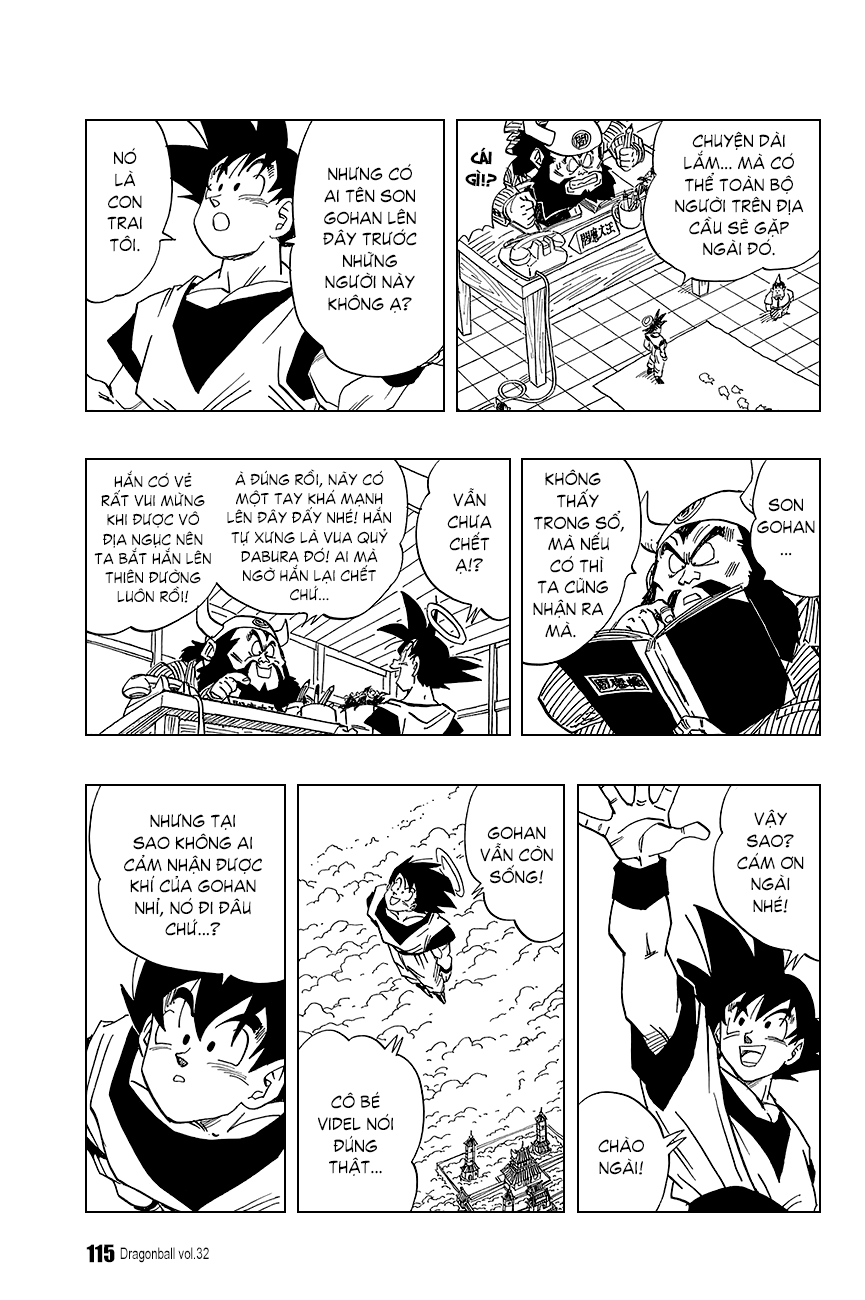 CHUYỆN DÀI
LẮM... MÀ CÓ
THỂ TOÀN BỘ
NGƯỜI TRÊN ĐỊA
CẦU SẼ GẶP
NGÀI ĐÓ.
CÁI
GÌ!?
閻魔大王
NHƯNG CÓ
AI TÊN SON
GOHAN LÊN
ĐÂY TRƯỚC
NHỮNG
NGƯỜI NÀY
KHÔNG Ạ?
NÓ
LÀ
CON
TRAI
TÔI.
SON
GOHAN
...
KHÔNG
THẤY
TRONG SỔ,
MÀ NẾU
CÓ THÌ
TA CŨNG
NHẬN RA
MÀ.
VẪN
CHƯA
CHẾT
Ạ!?
À ĐÚNG RỒI, NÀY CÓ
MỘT TAY KHÁ MẠNH
LÊN ĐÂY ĐẤY NHÉ! HẮN
TỰ XƯNG LÀ VUA QUỶ
DABURA ĐÓ! AI MÀ
NGỜ HẮN LẠI CHẾT
CHỨ...
HẮN CÓ VẺ
RẤT VUI MỪNG
KHI ĐƯỢC VÔ
ĐỊA NGỤC NÊN
TA BẮT HẮN LÊN
THIÊN ĐƯỜNG
LUÔN RỒI!
VẬY
SAO?
CÁM ƠN
NGÀI
NHÉ!
CHÀO
NGÀI!
GOHAN
VẪN CÒN
SỐNG!
CÔ BÉ
VIDEL NÓI
ĐÚNG
THẬT...
NHƯNG TẠI
SAO KHÔNG AI
CẢM NHẬN ĐƯỢC
KHÍ CỦA GOHAN
NHỈ, NÓ ĐI ĐÂU
CHỨ...?
115 Dragonball vol.32